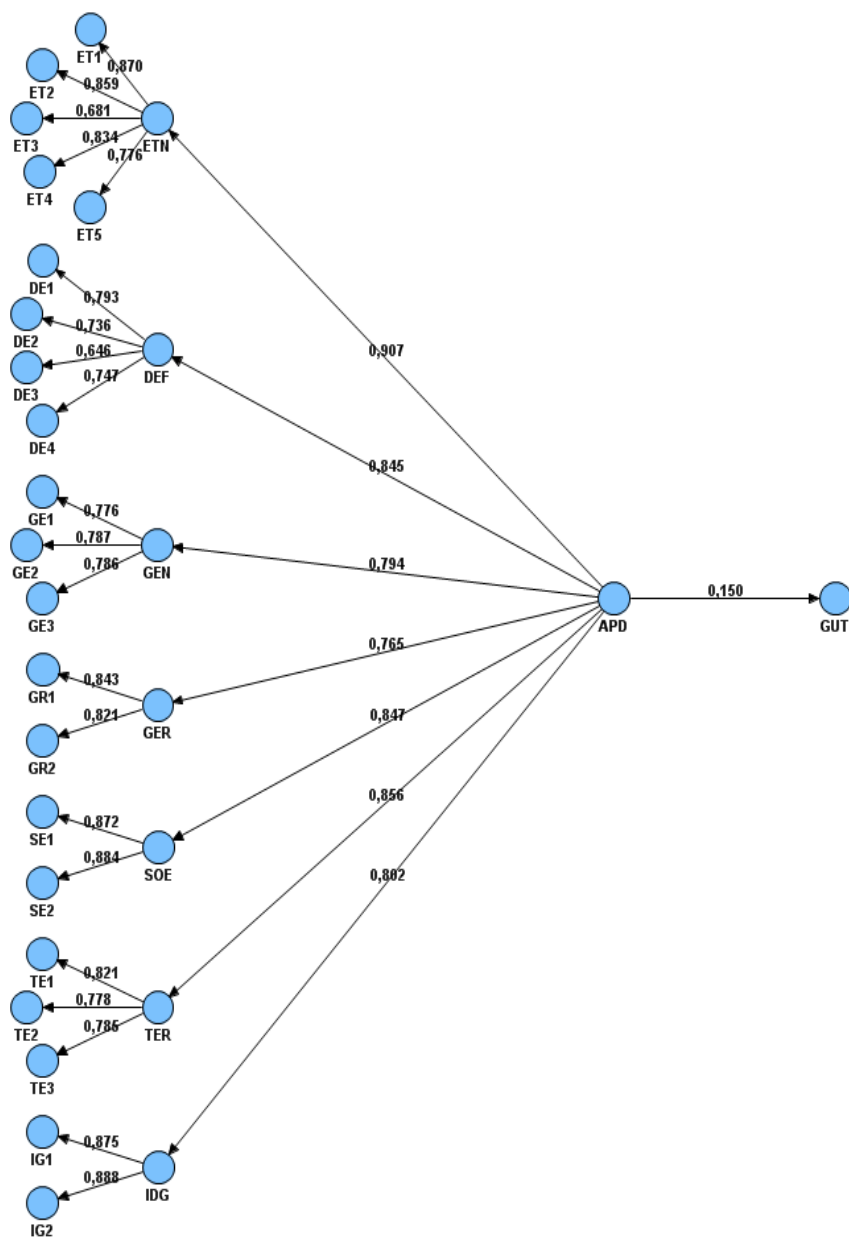 ET1
0,870
ET2
0,859
0,681
ET3
ETN
0,834
0,776
ET4
ET5
DE1
0,793
DE2
0,736
0,646
DE3
DEF
0,747
DE4
0,907
0,845
GE1
0,776
0,787
GE2
GEN
0,786
GE3
0,794
APD
0,150
GUT
0,765
GR1
0,843
0,821
GER
GR2
0,847
SE1
0,872
0,884
SOE
SE2
0,856
0,802
TE1
0,821
0,778
TE2
TER
0,785
TE3
IG1
0,875
0,888
IDG
IG2